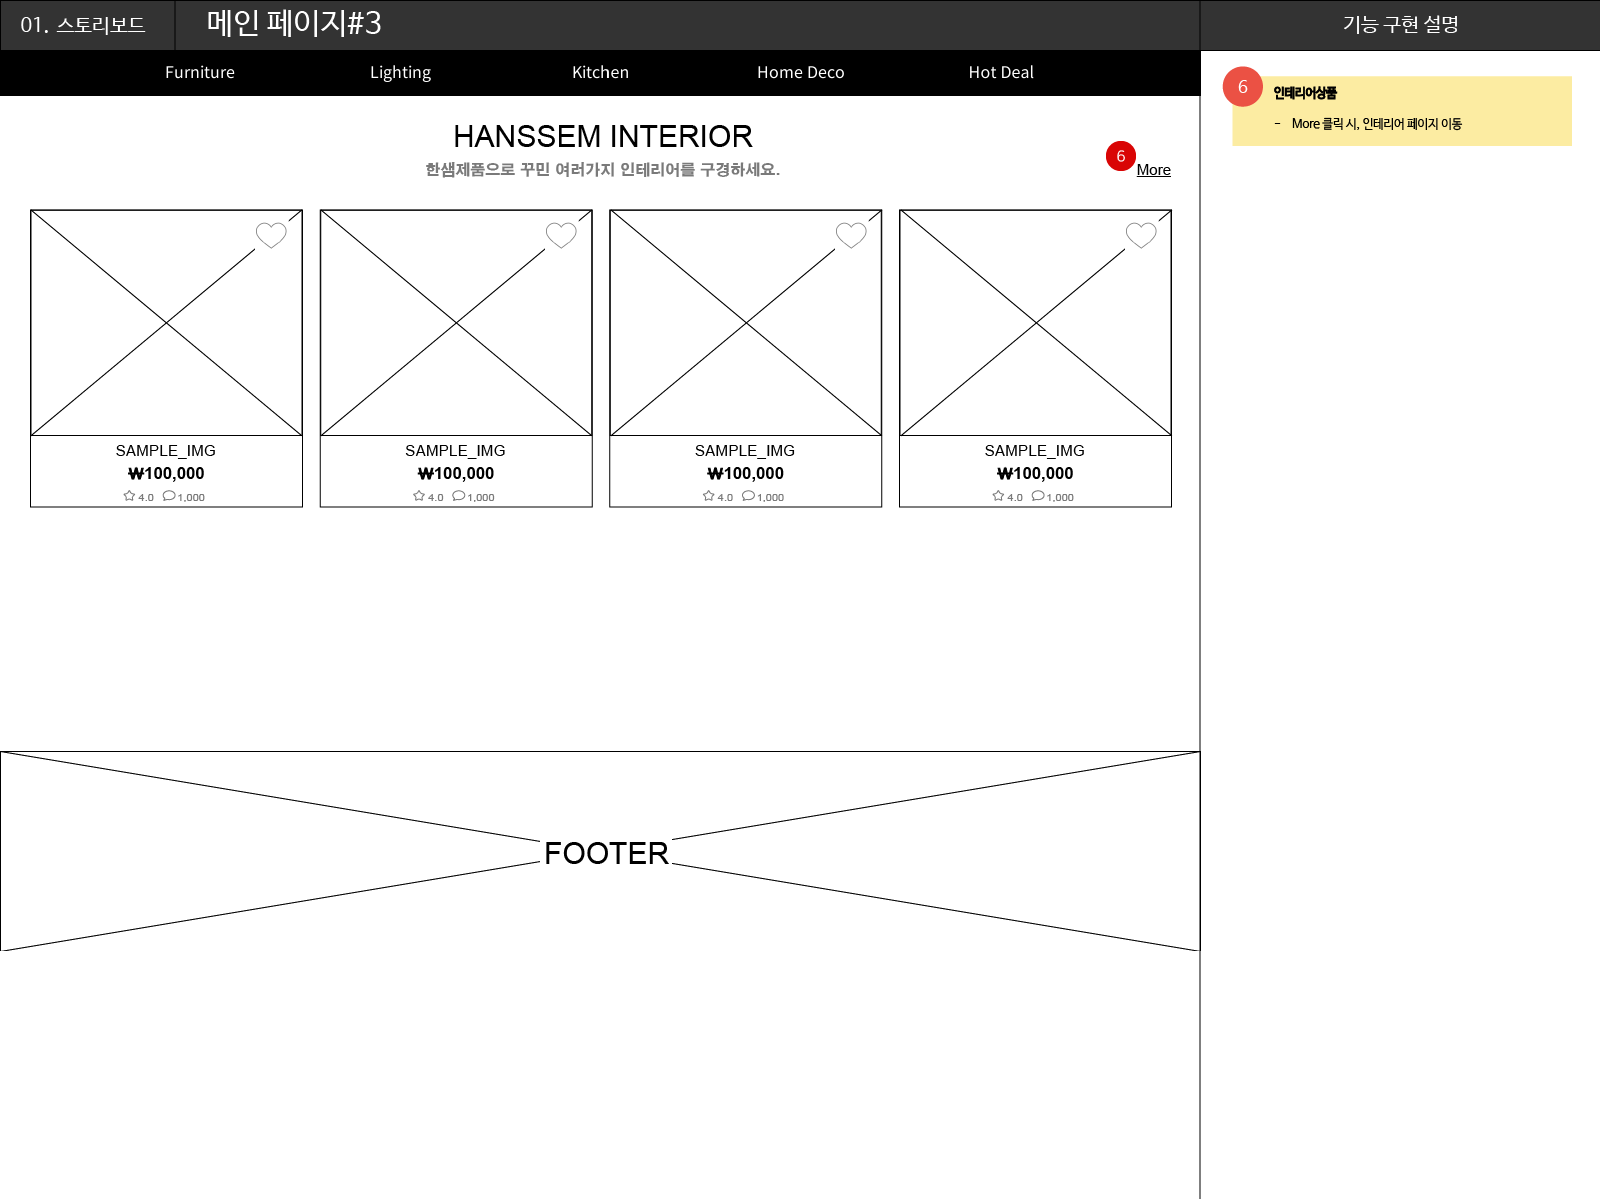 01. 스토리보드
메인 페이지#3
기능 구현 설명
Furniture Lighting Kitchen Home Deco Hot Deal
6
인테리어상품
- More 클릭 시, 인테리어 페이지 이동
HANSSEM INTERIOR
한샘제품으로 꾸민 여러가지 인테리어를 구경하세요.
6
More
SAMPLE_IMG
₩100,000
4.0 1,000
SAMPLE_IMG
₩100,000
4.0 1,000
SAMPLE_IMG
₩100,000
4.0 1,000
SAMPLE_IMG
₩100,000
4.0 1,000
FOOTER